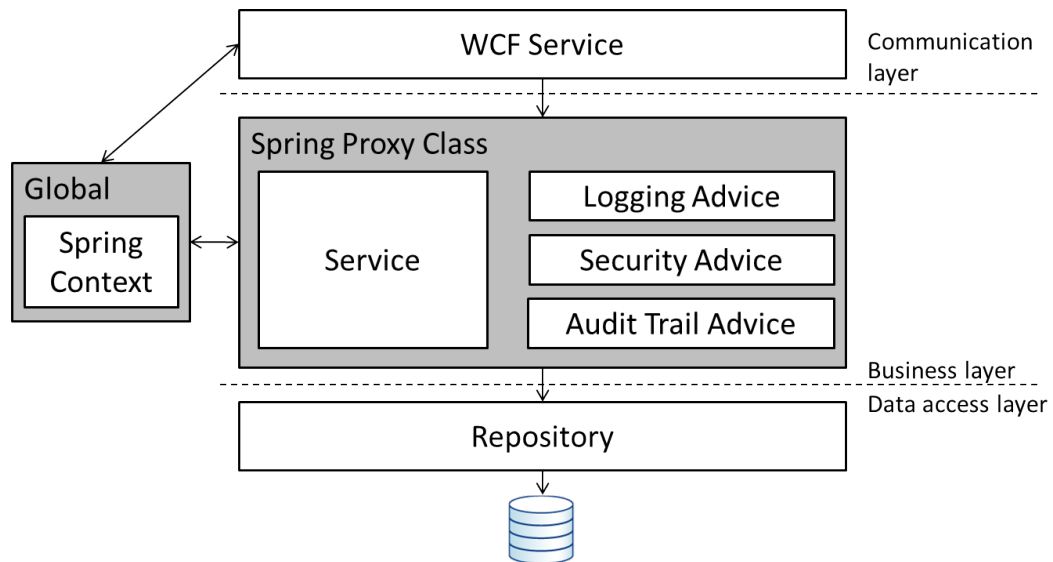 WCF Service
Communication
layer
Spring Proxy Class
Global
Spring
Context
Service
Logging Advice
Security Advice
Audit Trail Advice
Business layer
Data access layer
Repository